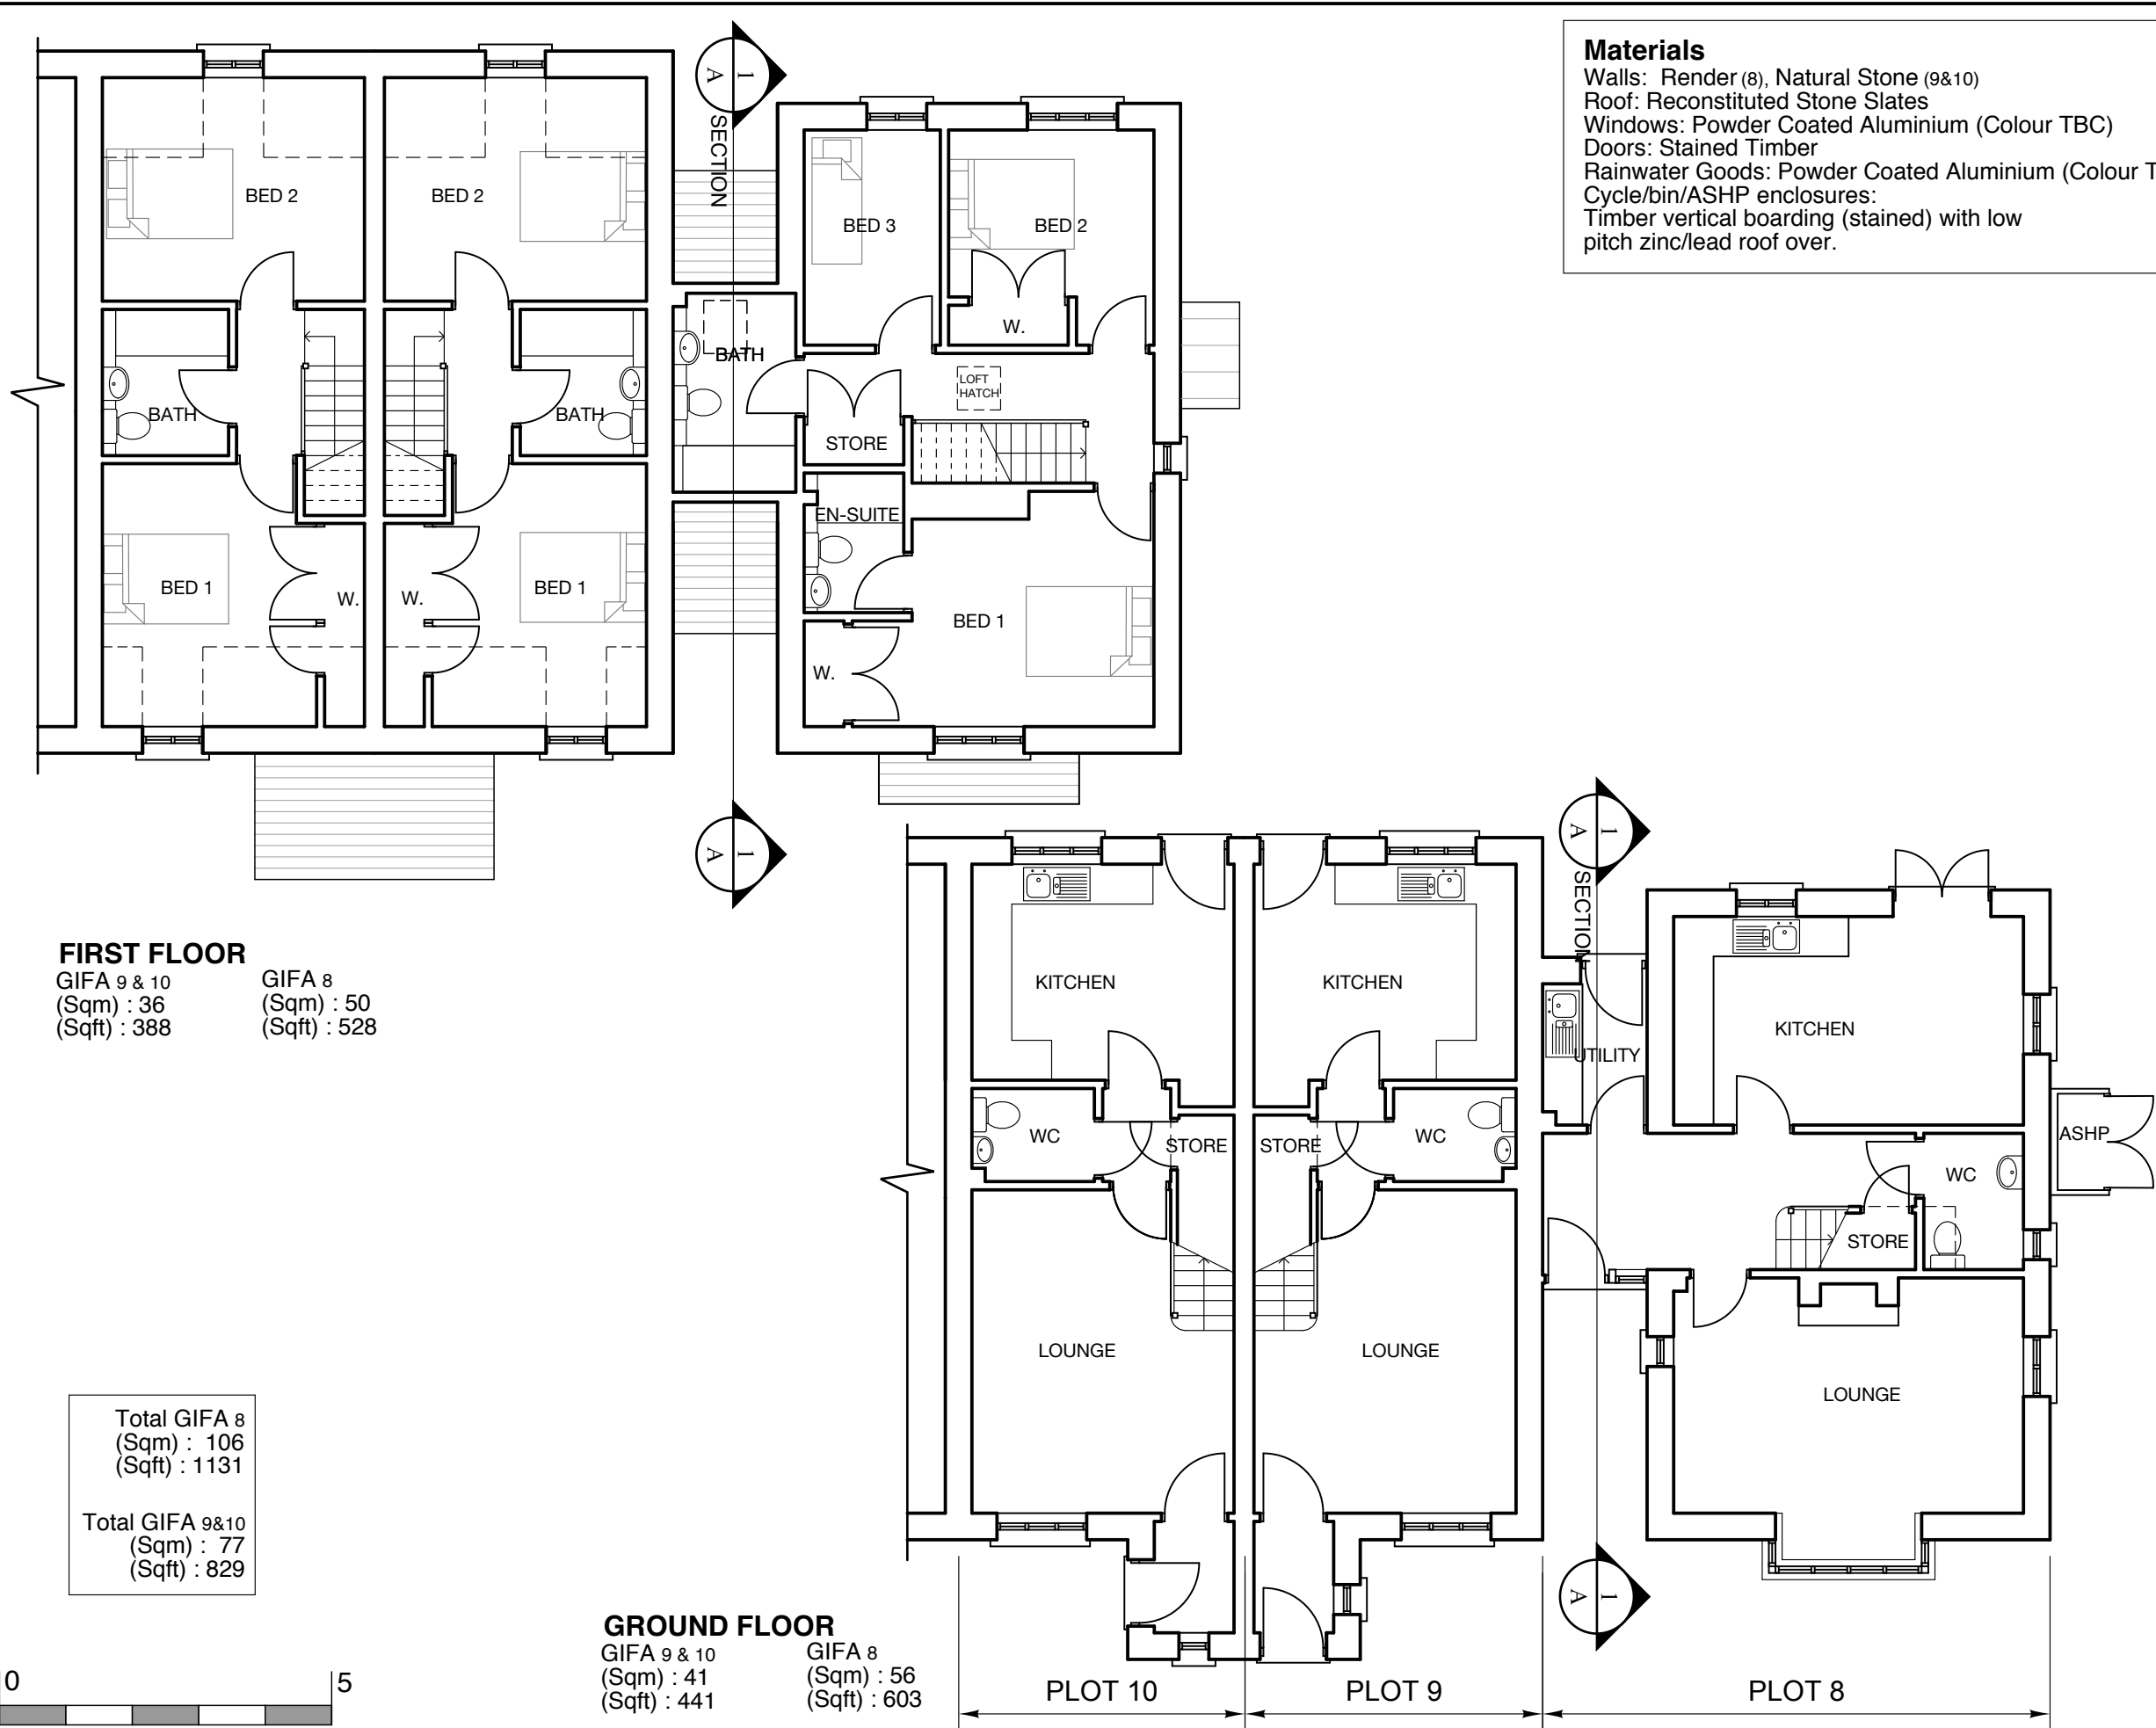 Materials
Walls: Render (8), Natural Stone (9&10)
Roof: Reconstituted Stone Slates
Windows: Powder Coated Aluminium (Colour TBC)
Doors: Stained Timber
Rainwater Goods: Powder Coated Aluminium (Colour T
Cycle/bin/ASHP enclosures:
Timber vertical boarding (stained) with low
pitch zinc/lead roof over.
A 1
SECTION
BED 2
BED 2
BED 3
BED 2
W.
BATH
BATH
BATH
LOFT
HATCH
STORE
EN-SUITE
BED 1
W.
W.
BED 1
BED 1
W.
A 1
FIRST FLOOR
GIFA 9 & 10
(Sqm) : 36
(Sqft) : 388
GIFA 8
(Sqm) : 50
(Sqft) : 528
A 1
SECTION
KITCHEN
KITCHEN
KITCHEN
UTILITY
WC
STORE
STORE
WC
WC
ASHP
STORE
LOUNGE
LOUNGE
LOUNGE
A 1
Total GIFA 8
(Sqm) : 106
(Sqft) : 1131
Total GIFA 9&10
(Sqm) : 77
(Sqft) : 829
GROUND FLOOR
GIFA 9 & 10
(Sqm) : 41
(Sqft) : 441
GIFA 8
(Sqm) : 56
(Sqft) : 603
0 5
PLOT 10
PLOT 9
PLOT 8